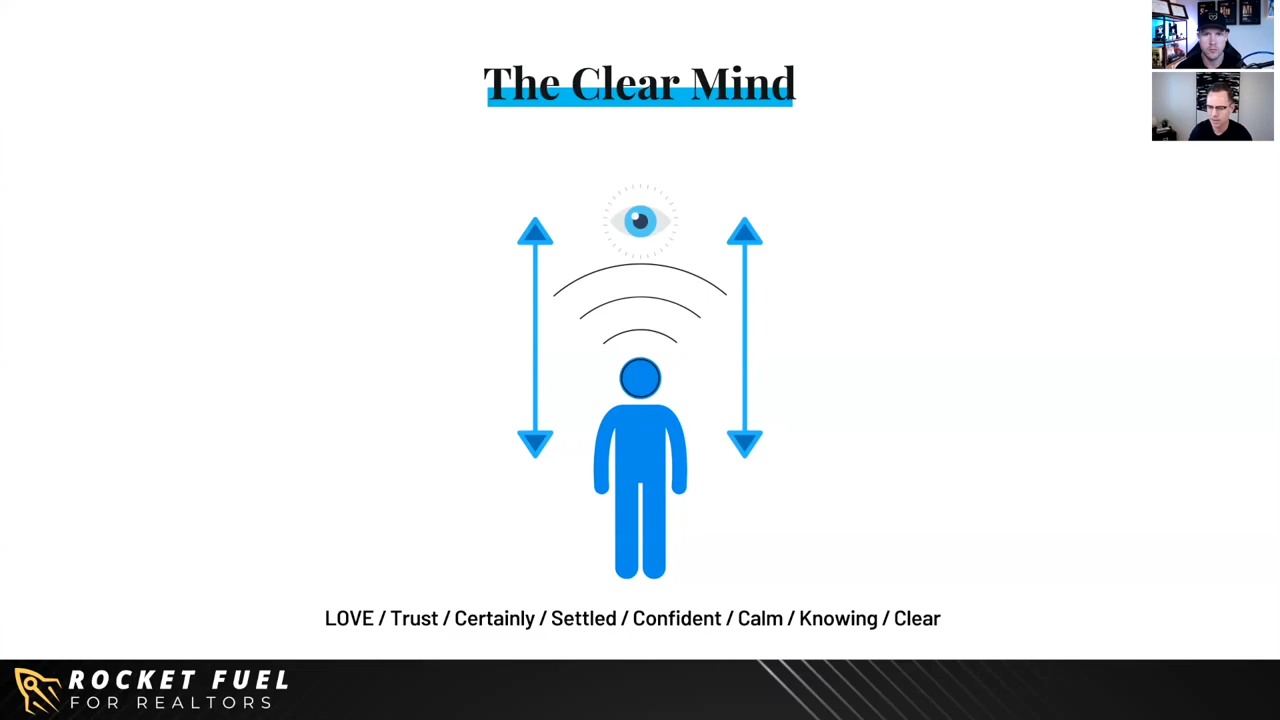 The Clear Mind
LOVE / Trust / Certainly / Settled / Confident / Calm / Knowing / Clear
ROCKET FUEL
FOR REALTORS